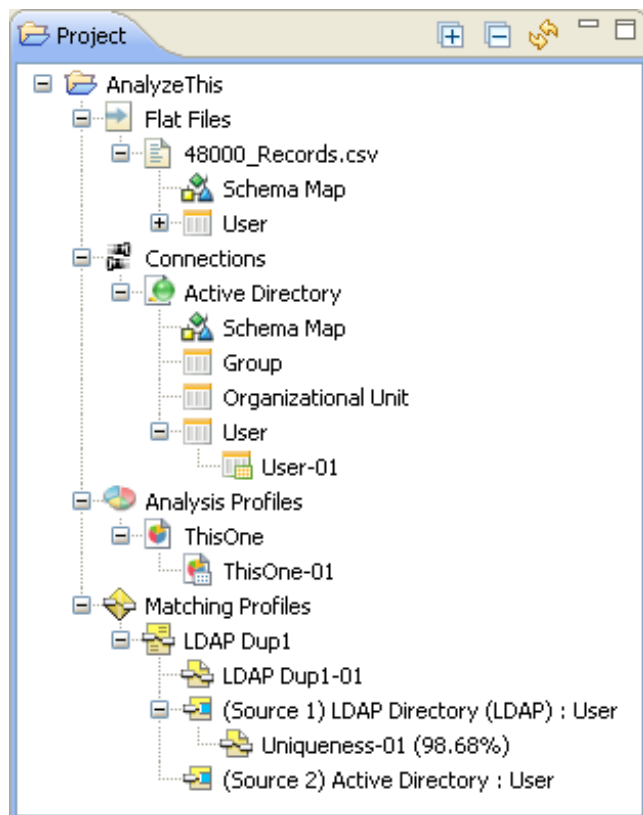 Project
AnalyzeThis
Flat Files
48000_Records.csv
Schema Map
User
Connections
Active Directory
Schema Map
Group
Organizational Unit
User
User-01
Analysis Profiles
ThisOne
ThisOne-01
Matching Profiles
LDAP Dup1
LDAP Dup1-01
(Source 1) LDAP Directory (LDAP) : User
Uniqueness-01 (98.68%)
(Source 2) Active Directory : User